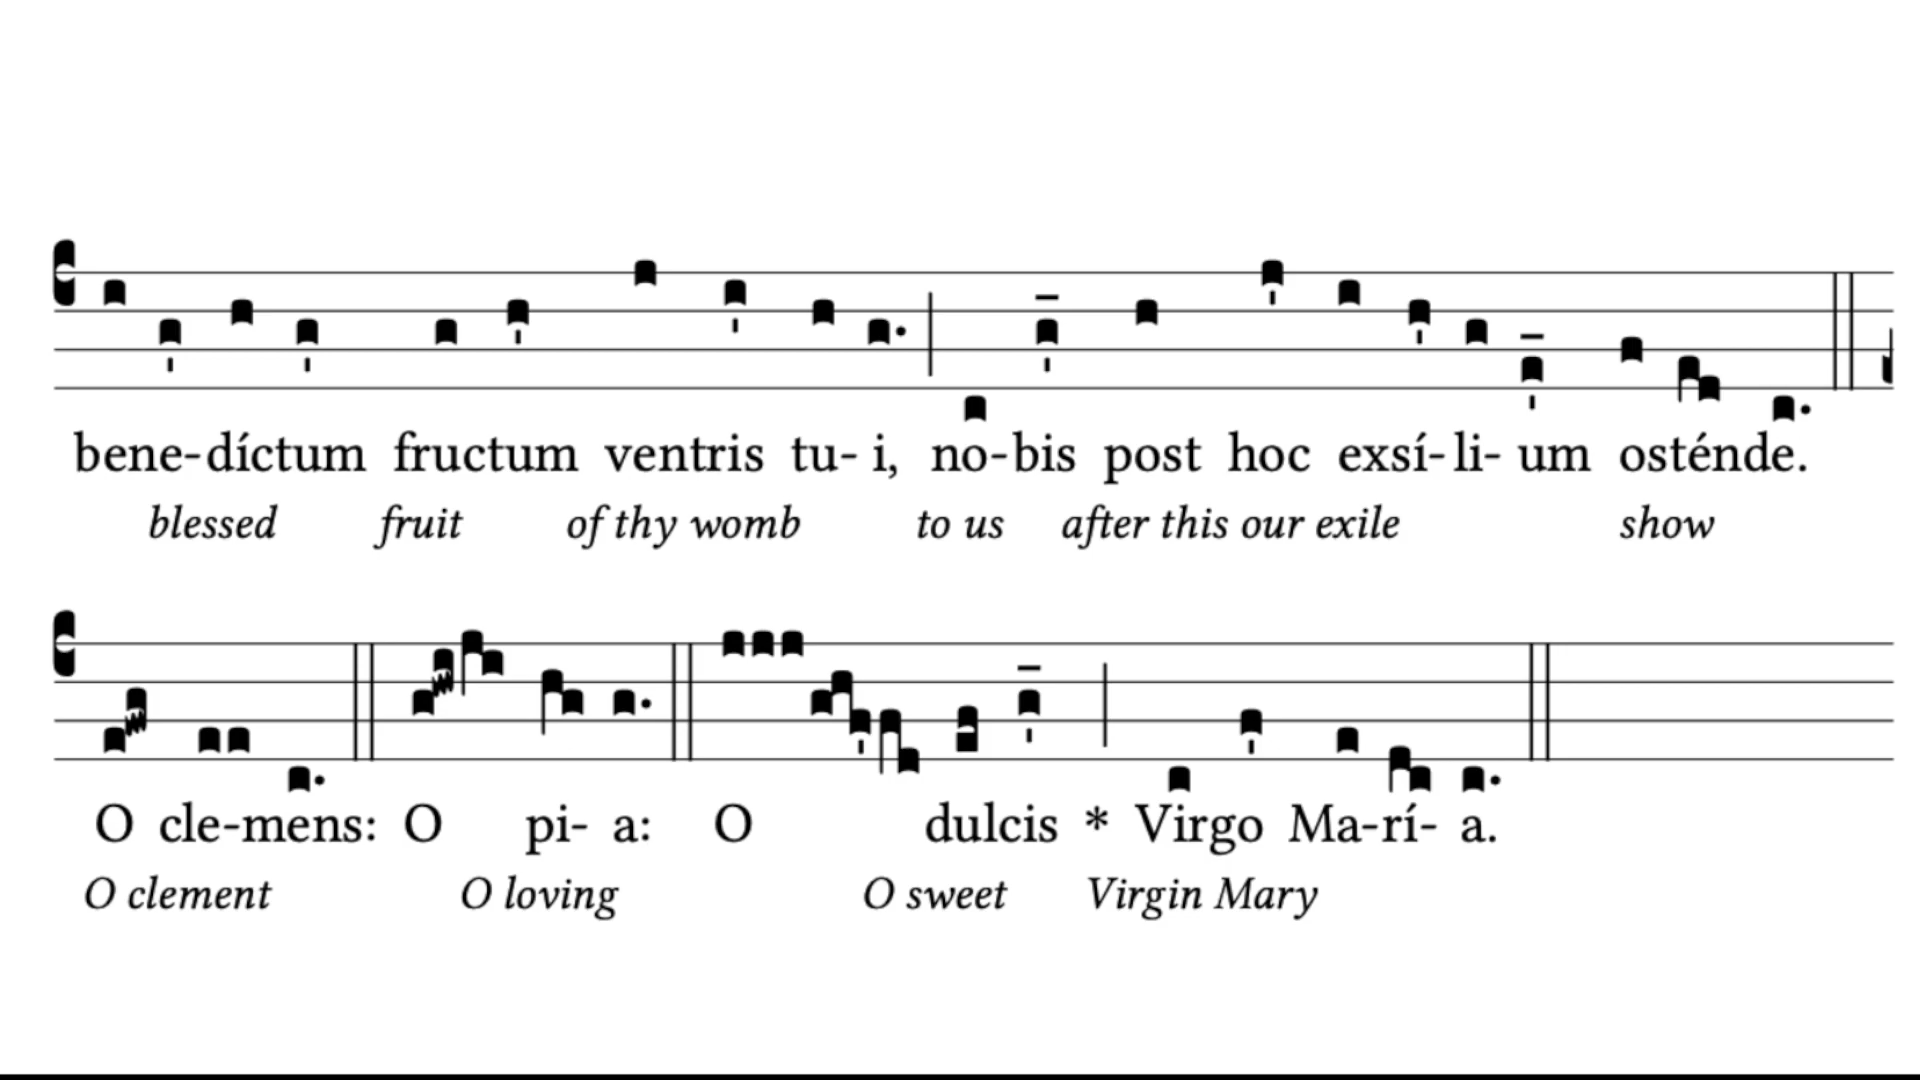 bene-díctum fructum ventris tu- i, no-bis post hoc exsí-li- um osténde.
blessed fruit of thy womb to us after this our exile show
O cle-mens: O pi- a: O dulcis * Virgo Ma-rí- a.
O clement O loving O sweet Virgin Mary